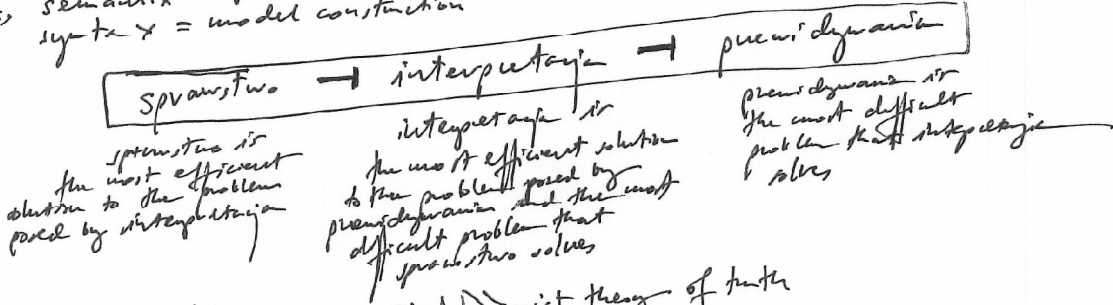 syntax = model construction
sprawstwo → interpretacja → przewidywania
sprawstwo is
the most efficient
solution to the problem
posed by interpretacja
interpretacja is
the most efficient solution
to the problem posed by
przewidywania and the most
difficult problem that
sprawstwo solves
przewidywania is
the most difficult
problem that interpretacja
solves
theory of truth